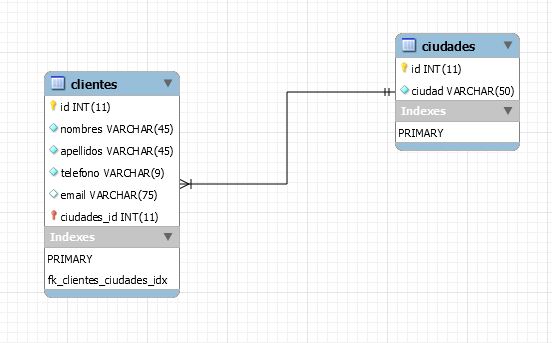 clientes
id INT(11)
nombres VARCHAR(45)
apellidos VARCHAR(45)
telefono VARCHAR(9)
email VARCHAR(75)
ciudades_id INT(11)
Indexes
PRIMARY
fk_clientes_ciudades_idx
ciudades
id INT(11)
ciudad VARCHAR(50)
Indexes
PRIMARY